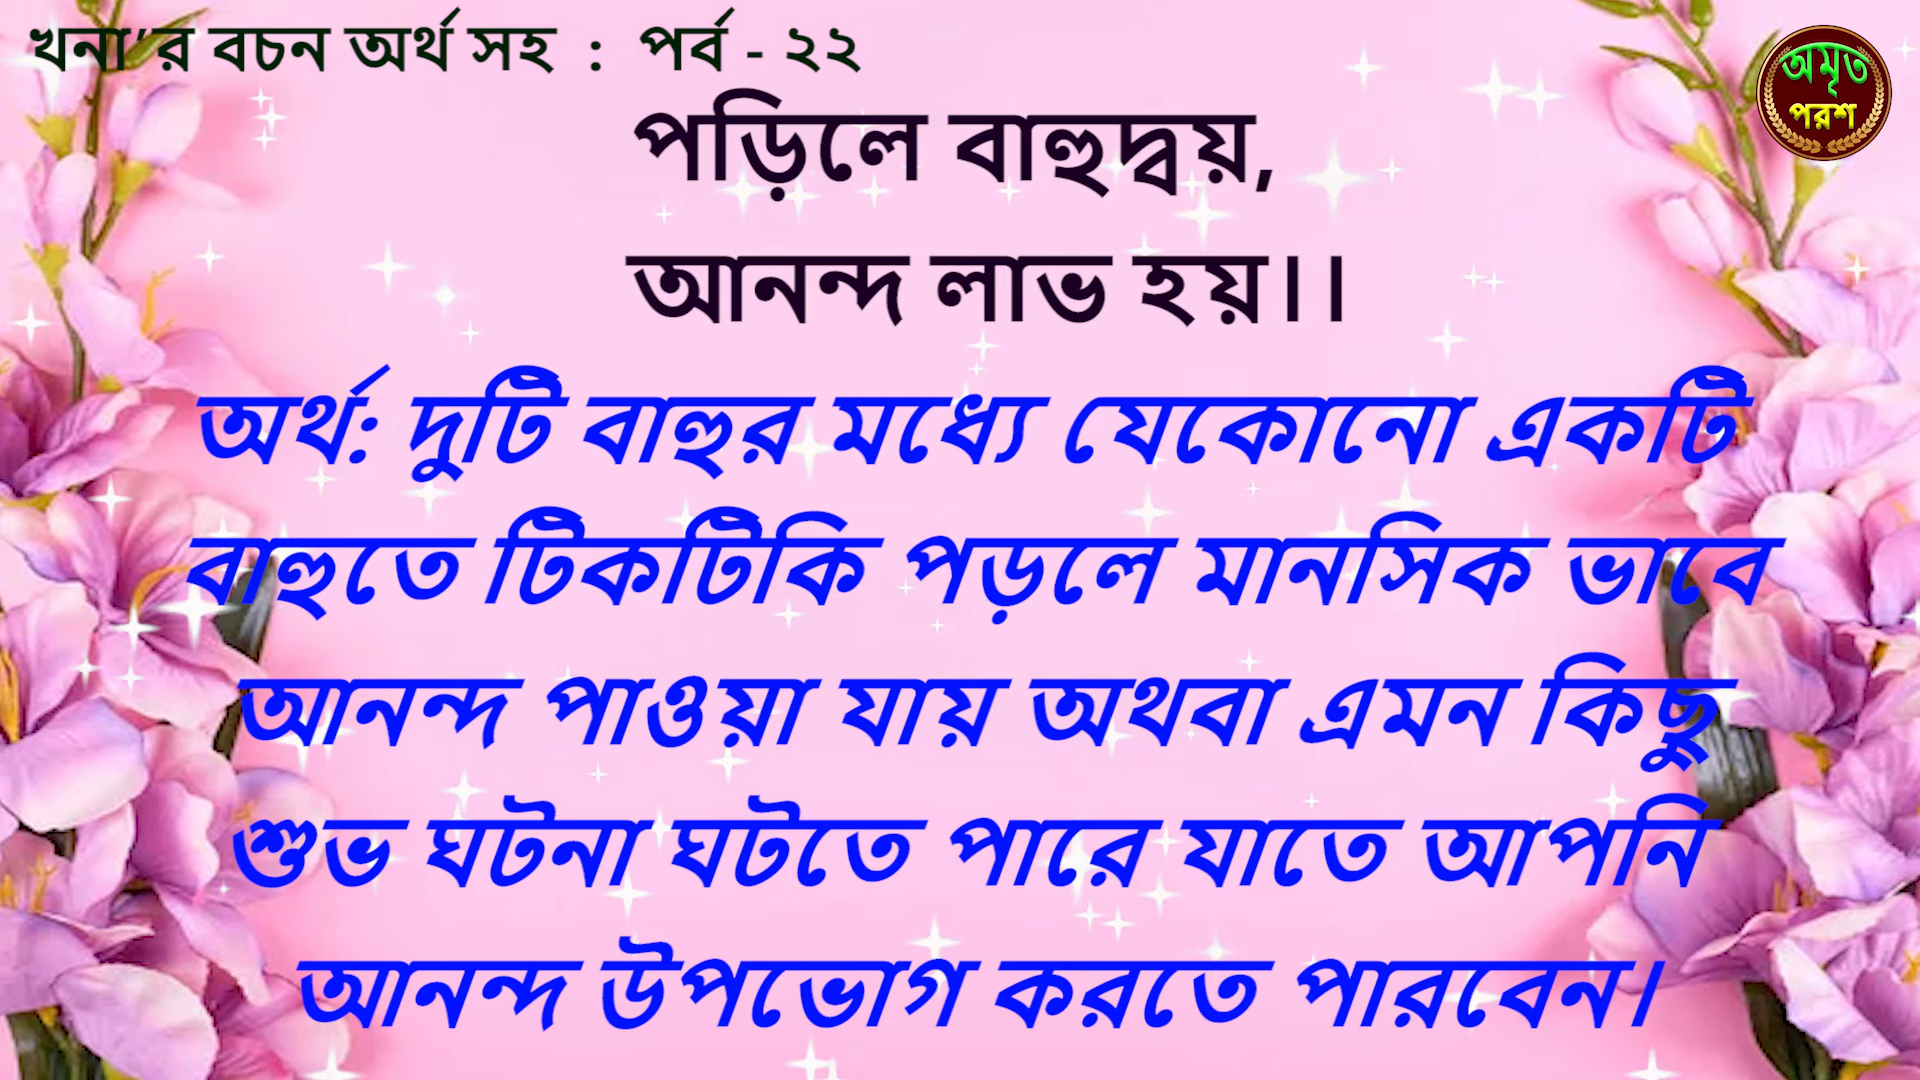 খনা’র বচন অর্থ সহ : পর্ব - ২২
অমৃত
পরশ
পড়িলে বাহুদ্বয়,
আনন্দ লাভ হয়।।
অর্থ: দুটি বাহুর মধ্যে যেকোনো একটি
বাহুতে টিকটিকি পড়লে মানসিক ভাবে
আনন্দ পাওয়া যায় অথবা এমন কিছু
শুভ ঘটনা ঘটতে পারে যাতে আপনি
আনন্দ উপভোগ করতে পারবেন।